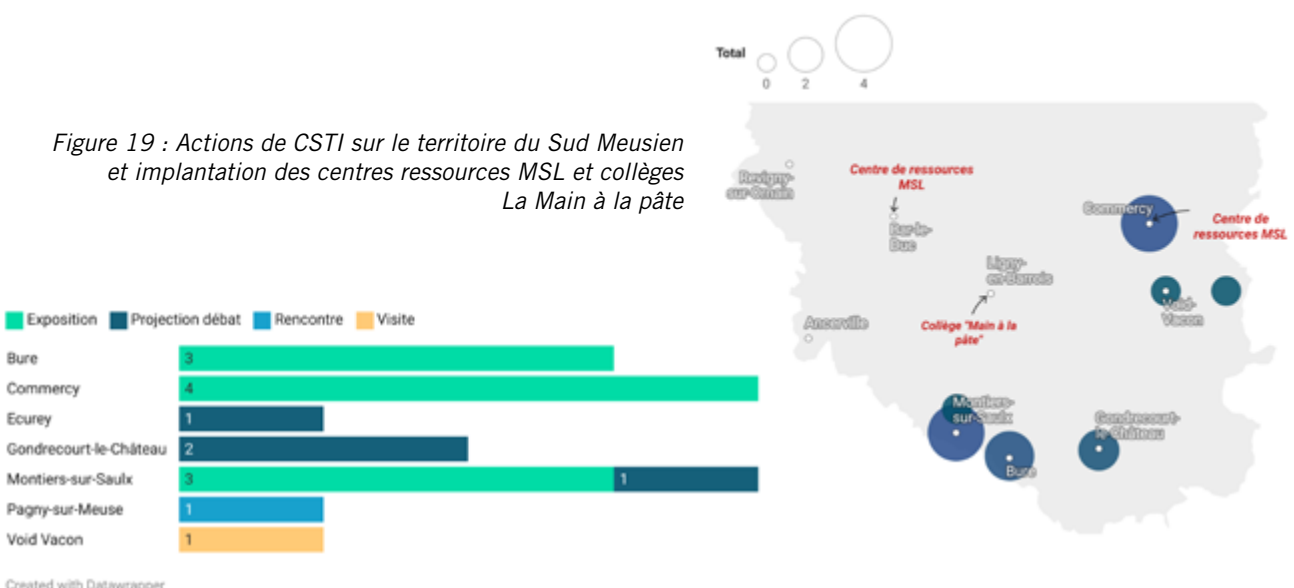 Total
0 2 4
Figure 19 : Actions de CSTI sur le territoire du Sud Meusien
et implantation des centres ressources MSL et collèges
La Main à la pâte
Revigny-
sur-Ornain
Centre de ressources
MSL
Bar-le-
Duc
Commercy
Centre de
ressources MSL
Ligny-
en-Barrois
Void-
Vacon
Ancerville
Collège "Main à la
pâte"
Montiers-
sur-Saulx
Gondrecourt-
le-Château
Bure
Exposition Projection débat Rencontre Visite
Bure 3
Commercy 4
Ecurey 1
Gondrecourt-le-Château 2
Montiers-sur-Saulx 3 1
Pagny-sur-Meuse 1
Void Vacon 1
Created with Datawrapper